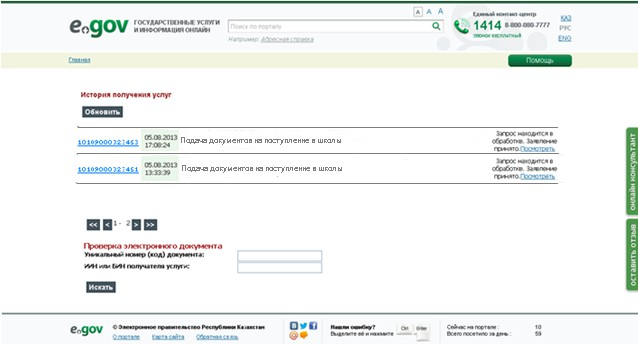 e.gov ГОСУДАРСТВЕННЫЕ УСЛУГИ
И ИНФОРМАЦИЯ ОНЛАЙН
A A A
Поиск по порталу
Например: Адресная справка
Единый контакт-центр
1414 8-800-080-7777
звонок бесплатный
ҚАЗ
РУС
ENG
Главная
Помощь
История получения услуг
Обновить
05.08.2013
17:08:24
Подача документов на поступление в школы
Запрос находится в
обработке. Заявление
принято.Посмотреть
05.08.2013
13:33:39
Подача документов на поступление в школы
Запрос находится в
обработке. Заявление
принято.Посмотреть
онлайн консультант
оставить отзыв
<< < 1 - 2 > >>
Проверка электронного документа
Уникальный номер (код) документа:
ИИН или БИН получателя услуги:
Искать
e.gov
© Электронное правительство Республики Казахстан
О портале Карта сайта Обратная связь
Нашли ошибку?
Выделите её и нажмите
Ctrl Enter
Сейчас на портале : 10
Всего посетило за день : 59